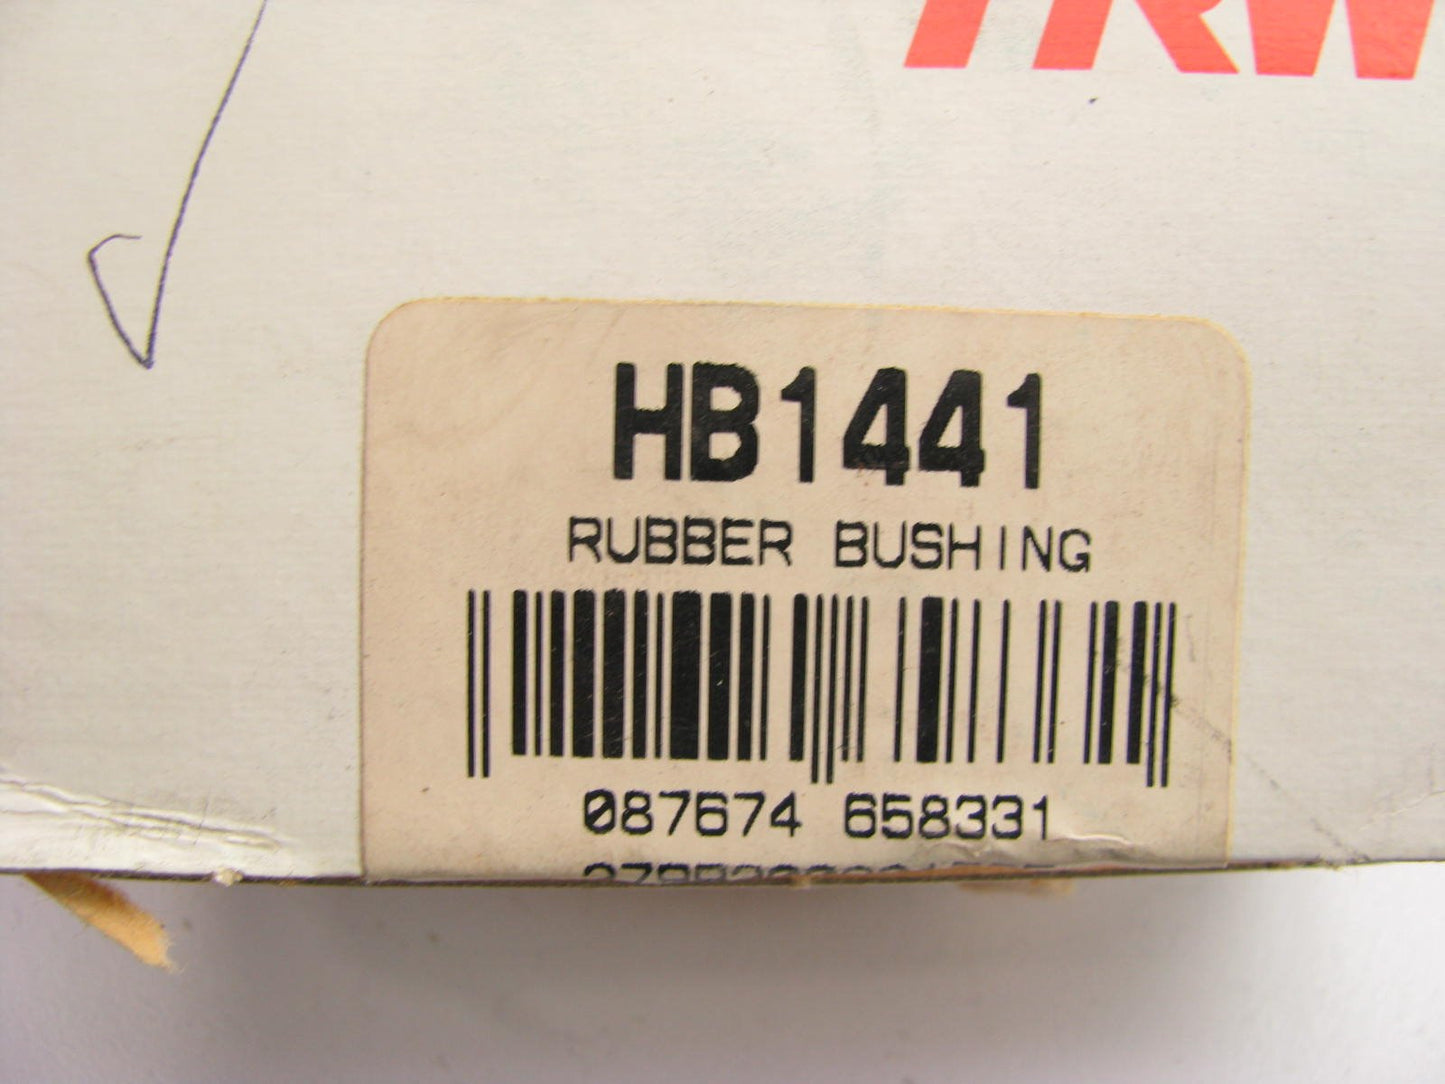 TRW
HB1441
RUBBER BUSHING
087674 658331